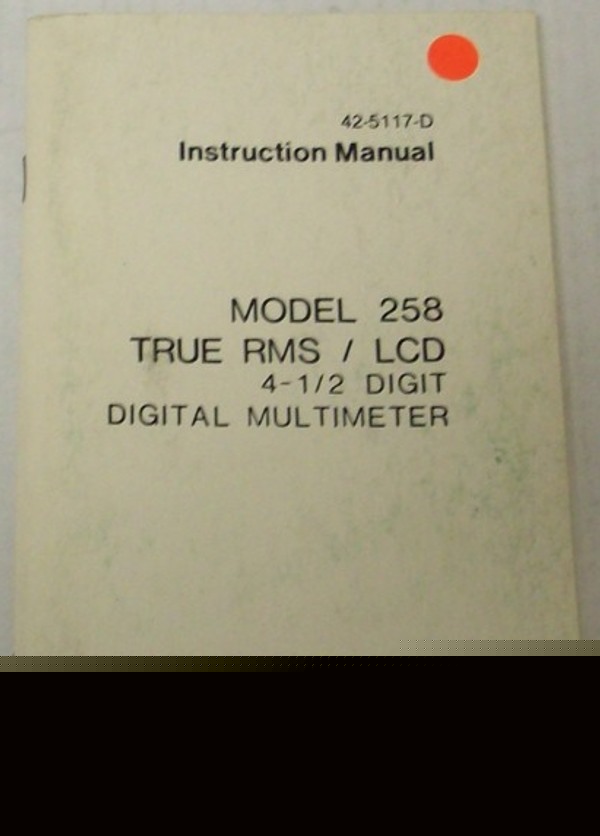 42-5117-D
Instruction Manual
MODEL 258
TRUE RMS / LCD
4-1/2 DIGIT
DIGITAL MULTIMETER